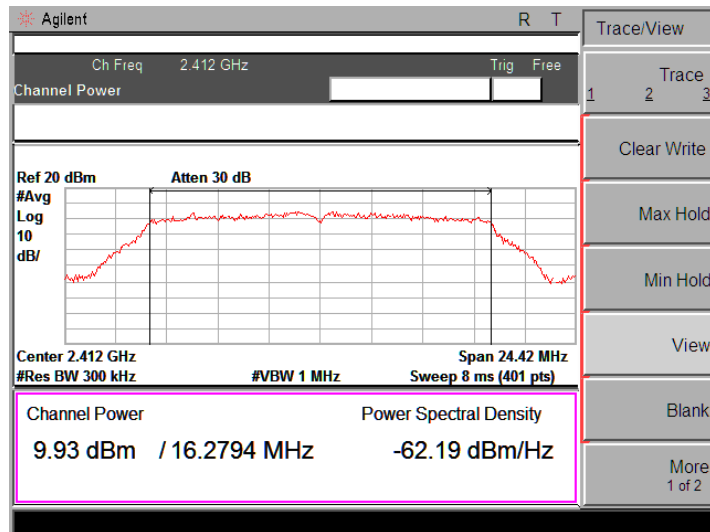 Agilent R T
Ch Freq 2.412 GHz Trig Free
Channel Power
Ref 20 dBm Atten 30 dB
#Avg
Log
10
dB/
Center 2.412 GHz Span 24.42 MHz
#Res BW 300 kHz #VBW 1 MHz Sweep 8 ms (401 pts)
Channel Power Power Spectral Density
9.93 dBm / 16.2794 MHz -62.19 dBm/Hz
Trace/View
Trace
1 2 3
Clear Write
Max Hold
Min Hold
View
Blank
More
1 of 2